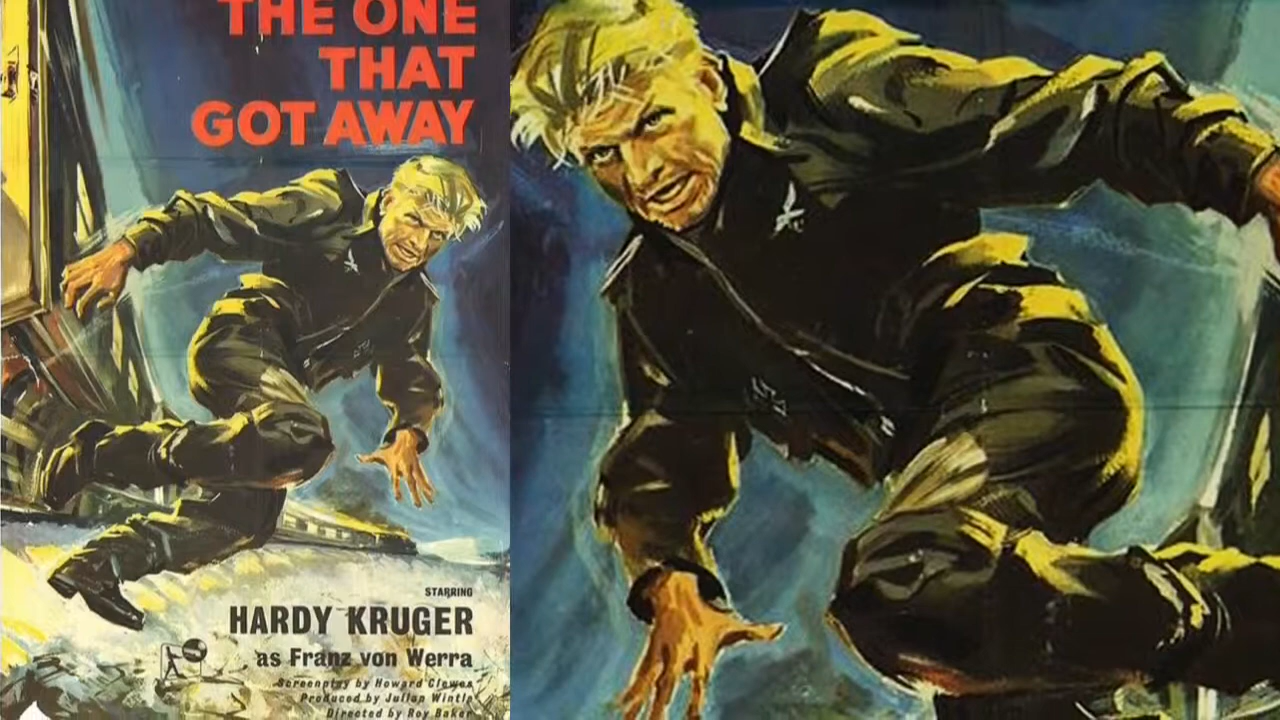 THE ONE
THAT
GOT AWAY
STARRING
HARDY KRUGER
as Franz von Werra
Screenplay by Howard Clewes
Produced by Julian Wintle
Directed by Roy Baker